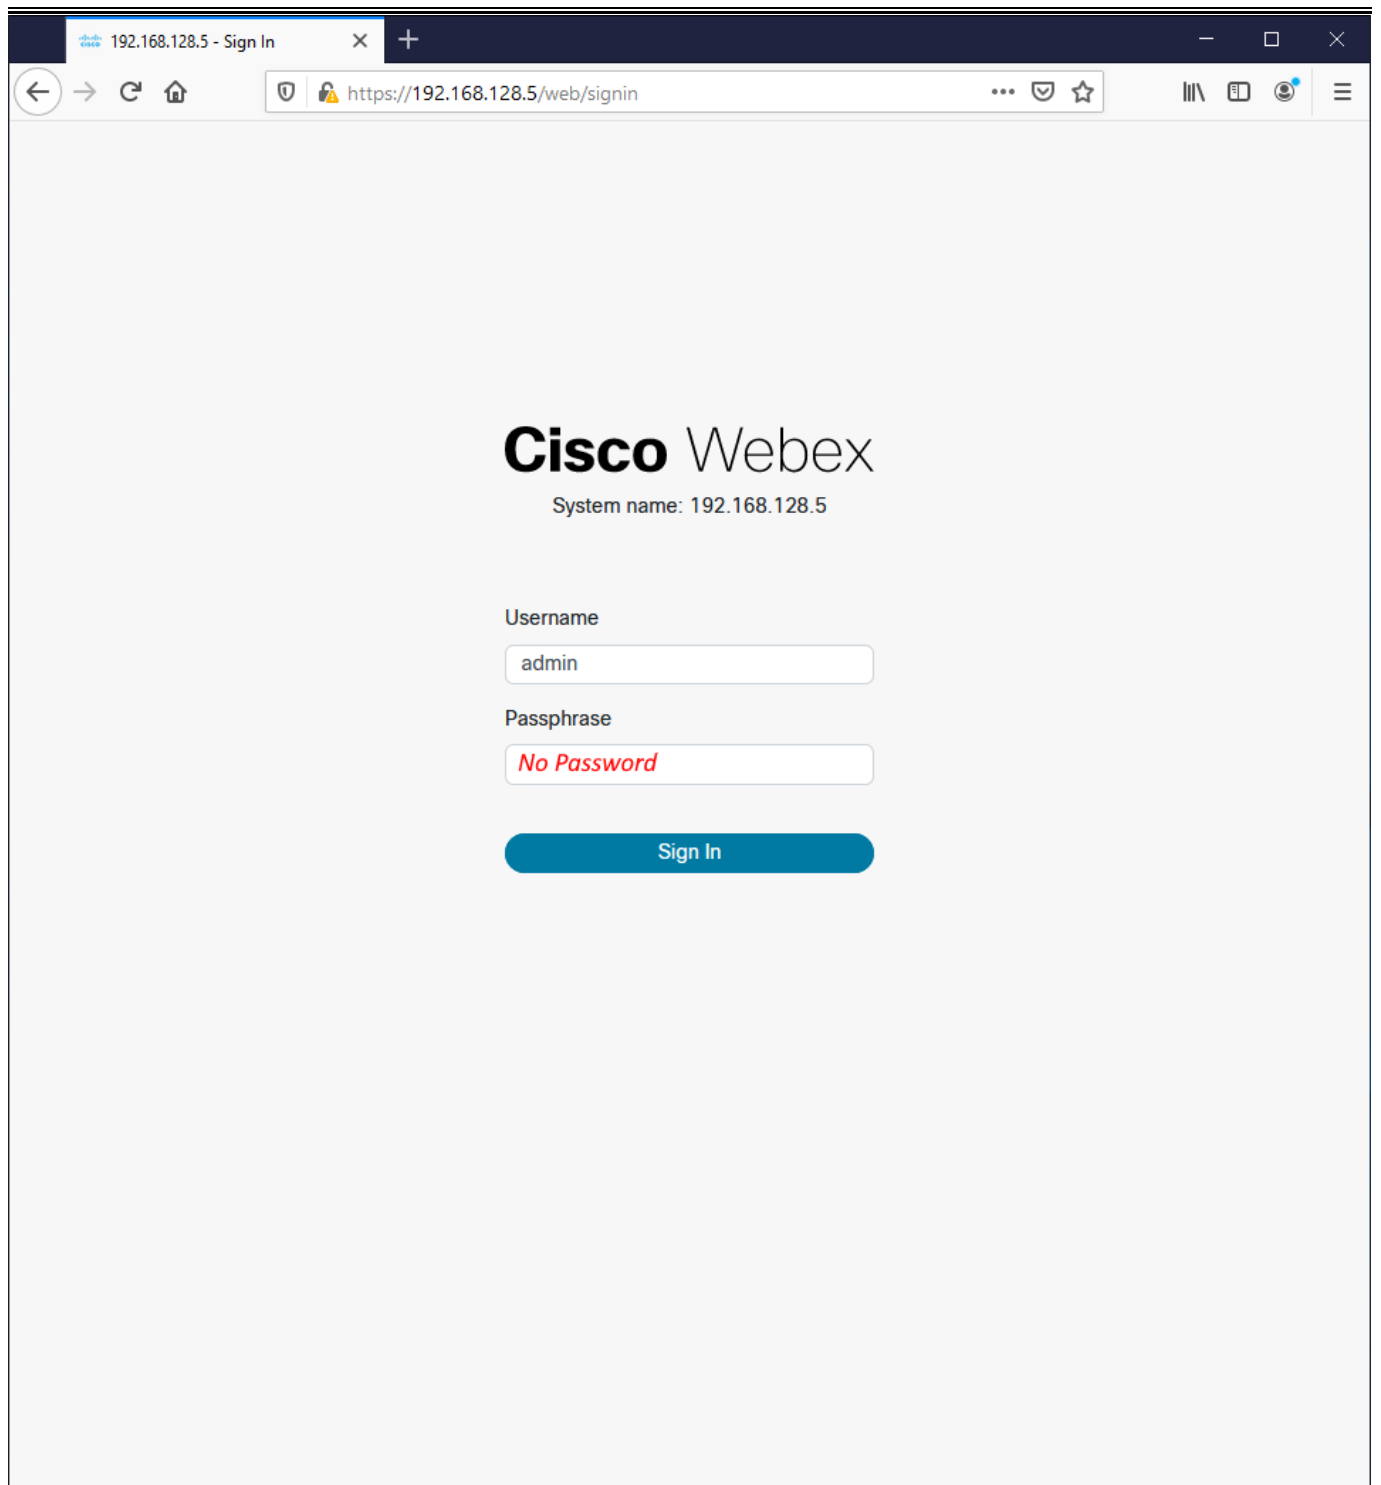 192.168.128.5 - Sign In
https://192.168.128.5/web/signin
Cisco Webex
System name: 192.168.128.5
Username
admin
Passphrase
No Password
Sign In